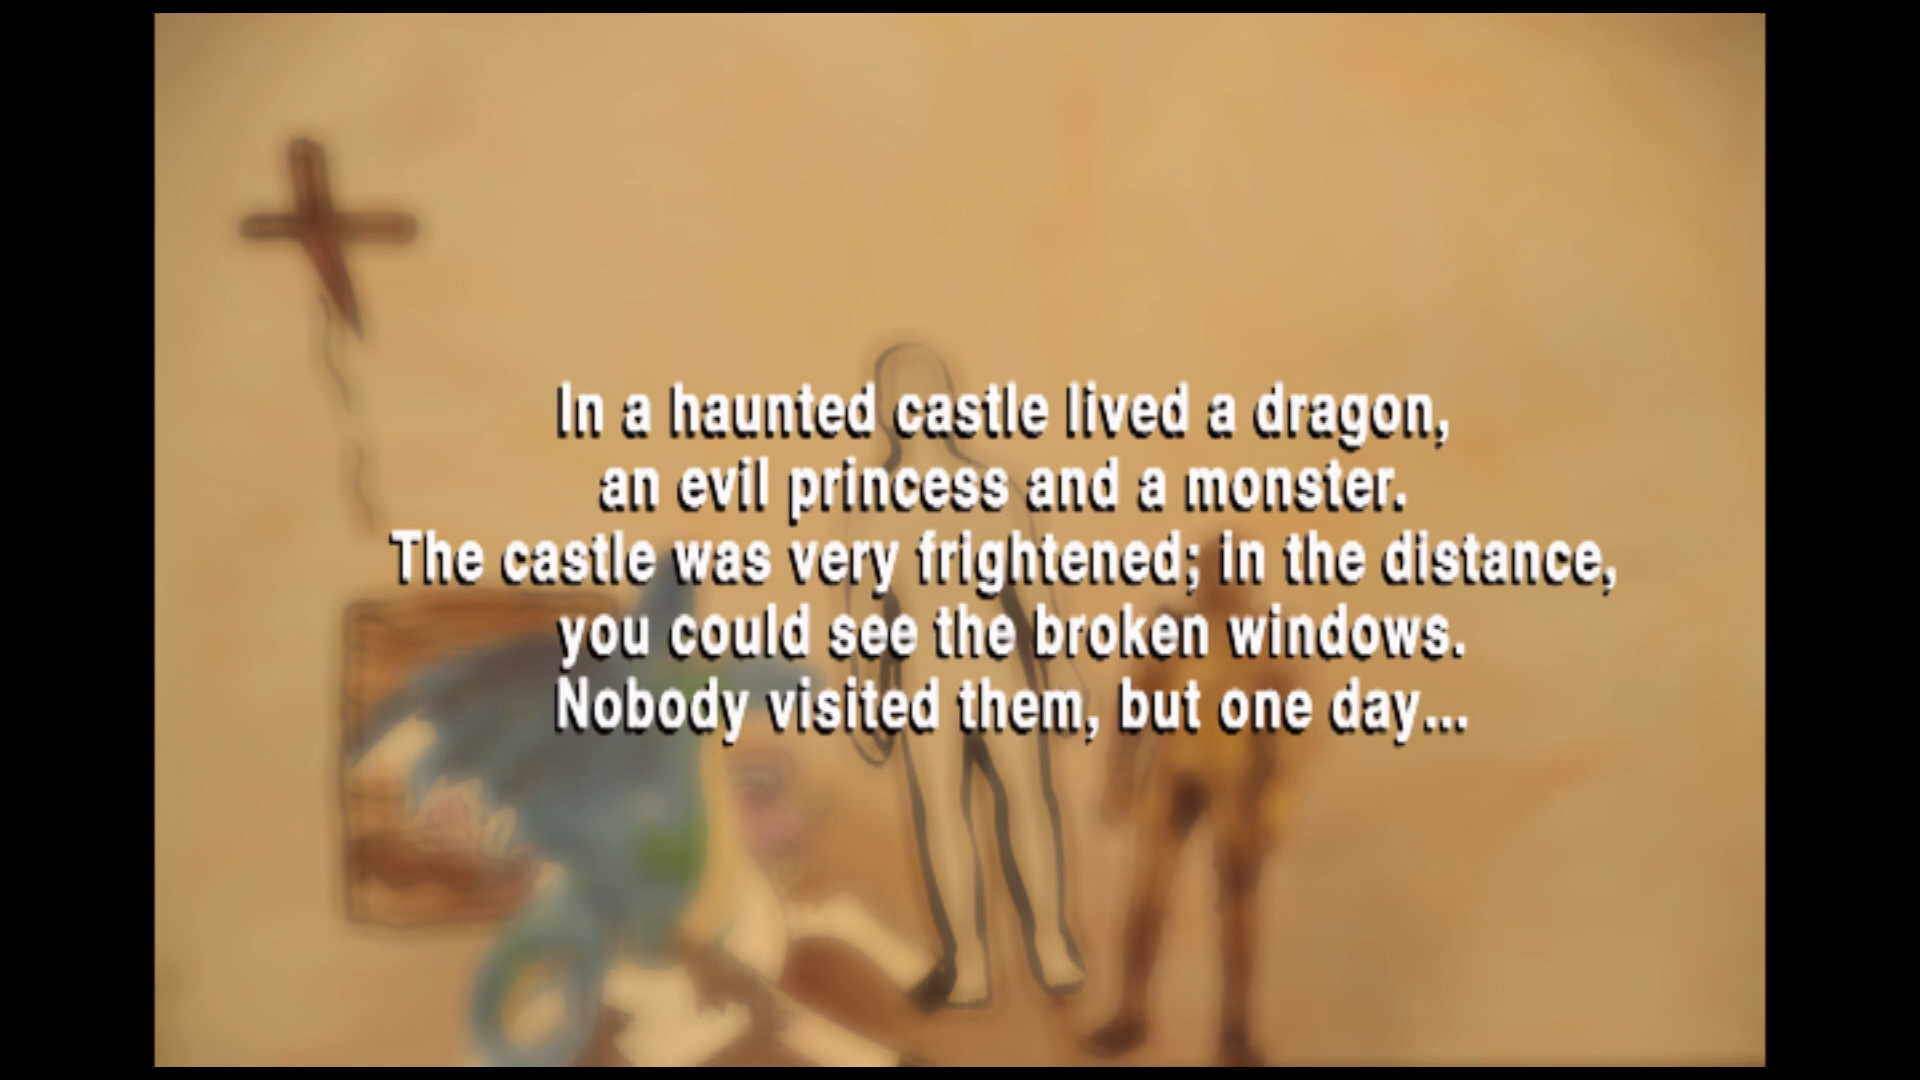 In a haunted castle lived a dragon,
an evil princess and a monster.
The castle was very frightened; in the distance,
you could see the broken windows.
Nobody visited them, but one day...